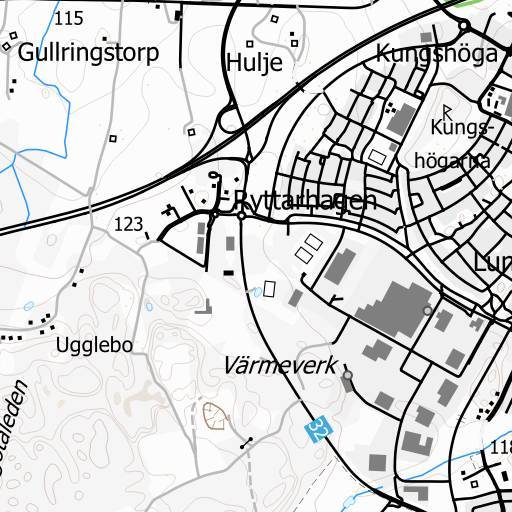 115
Gullringstorp
Hulje
Kungshöga
Kungs-
högarna
Ryttarhagen
123
Lun
Ugglebo
Värmeverk
32
118